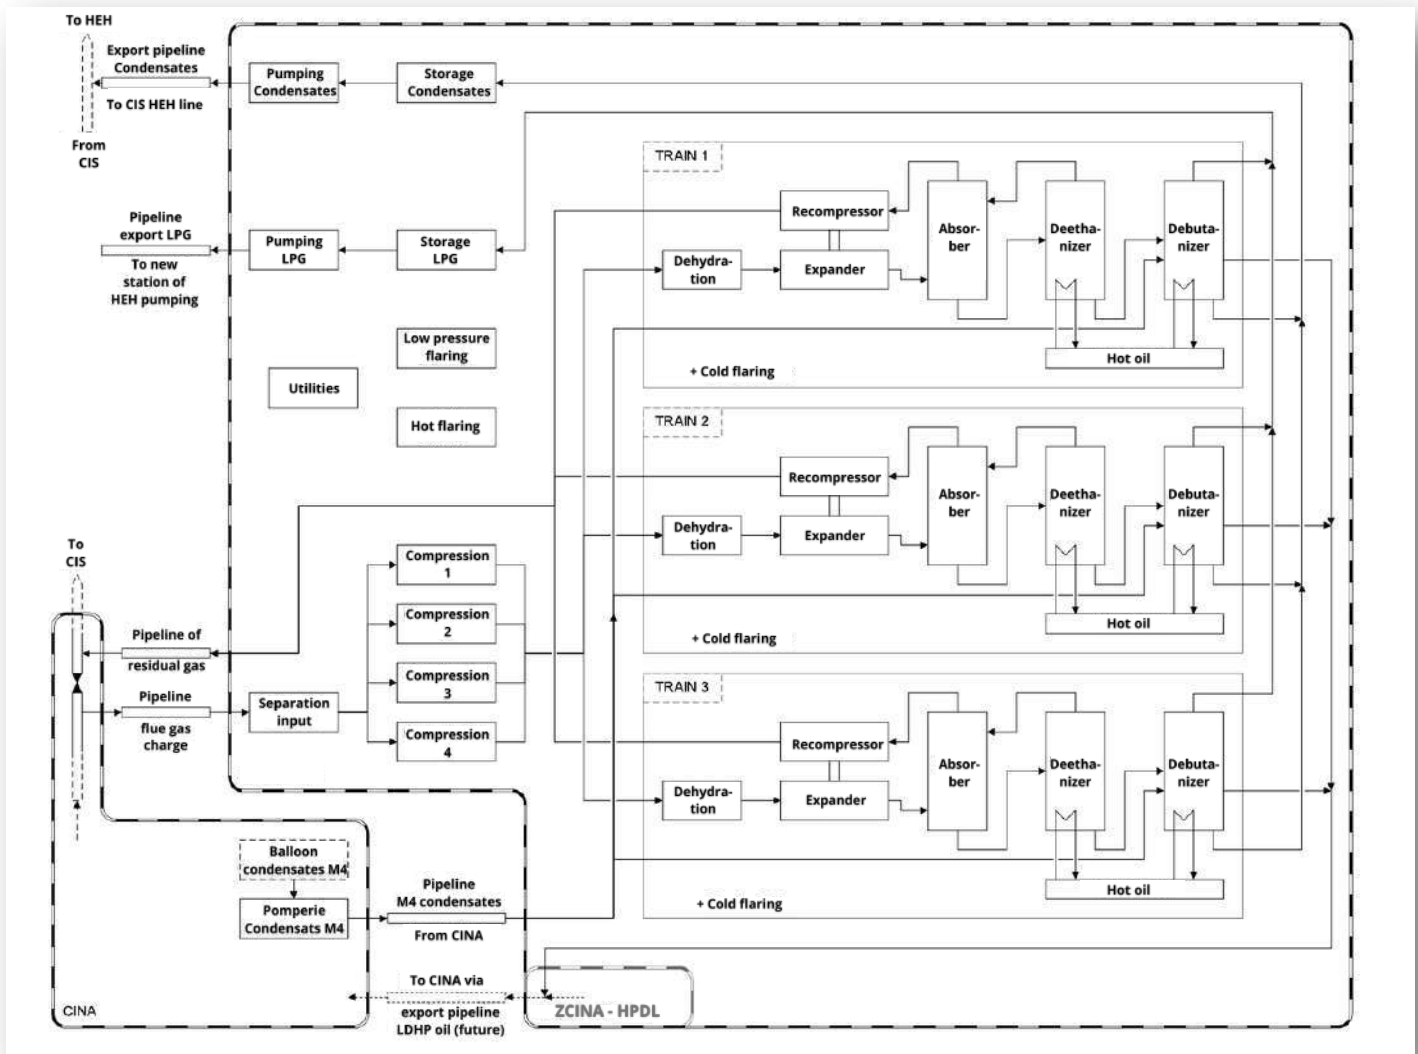 To HEH
Export pipeline
Condensates
To CIS HEH line
From
CIS
Pumping
Condensates
Storage
Condensates
Pipeline
export LPG
To new
station of
HEH pumping
Pumping
LPG
Storage
LPG
Low pressure
flaring
Utilities
Hot flaring
TRAIN 1
Recompressor
Dehydra-
tion
Expander
Absor-
ber
Deetha-
nizer
Debuta-
nizer
Hot oil
+ Cold flaring
TRAIN 2
Recompressor
Dehydra-
tion
Expander
Absor-
ber
Deetha-
nizer
Debuta-
nizer
Hot oil
+ Cold flaring
TRAIN 3
Recompressor
Dehydra-
tion
Expander
Absor-
ber
Deetha-
nizer
Debuta-
nizer
Hot oil
+ Cold flaring
To
CIS
Pipeline of
residual gas
Pipeline
flue gas
charge
Separation
input
Compression
1
Compression
2
Compression
3
Compression
4
Balloon
condensates M4
Pomperie
Condensats M4
Pipeline
M4 condensates
From CINA
To CINA via
export pipeline
LDHP oil (future)
CINA
ZCINA - HPDL